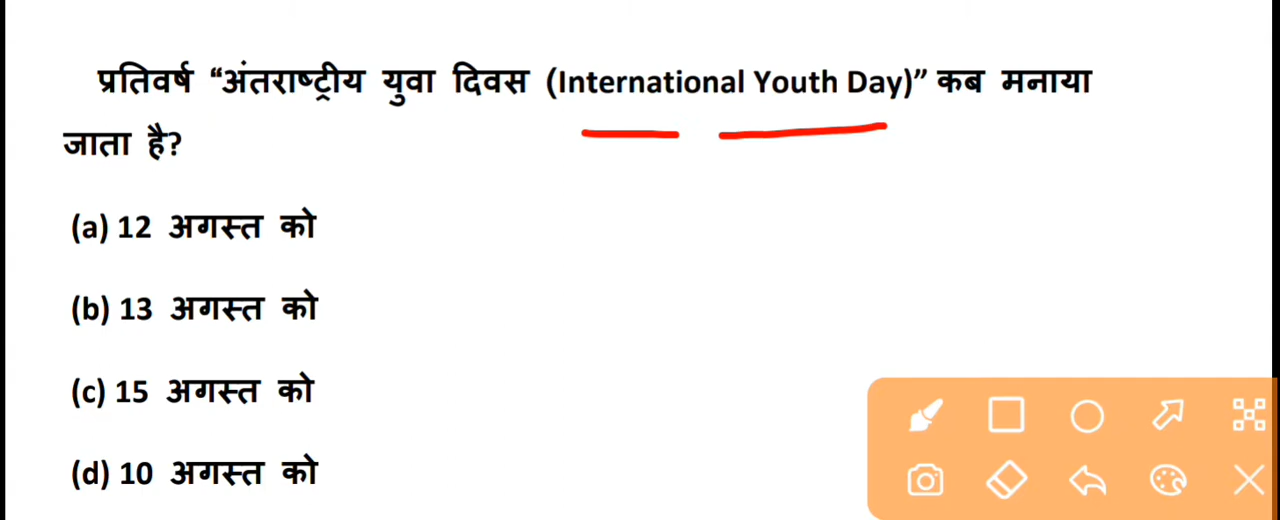 प्रतिवर्ष “अंतराष्ट्रीय युवा दिवस (International Youth Day)” कब मनाया
जाता है?
(a) 12 अगस्त को
(b) 13 अगस्त को
(c) 15 अगस्त को
(d) 10 अगस्त को